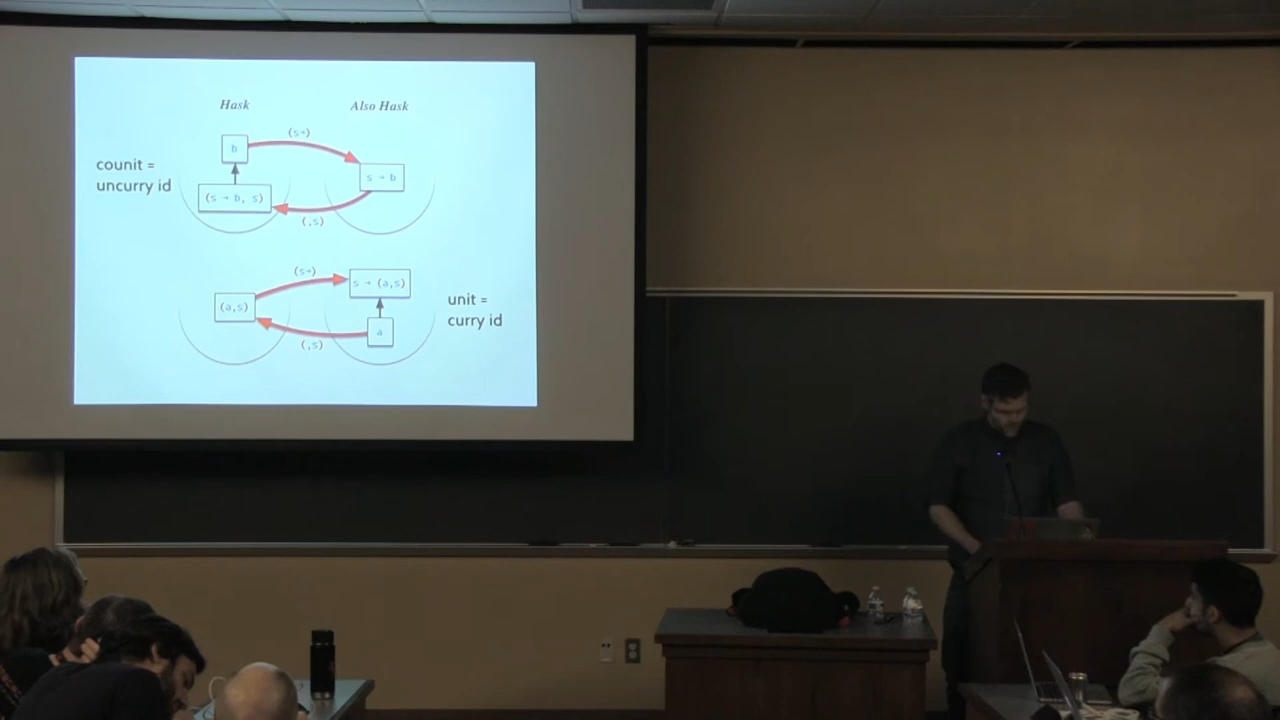 Hask
Also Hask
(s→)
b
counit =
uncurry id
s → b
(s → b, s)
(,s)
(s→)
s → (a,s)
(a,s)
unit =
curry id
a
(,s)